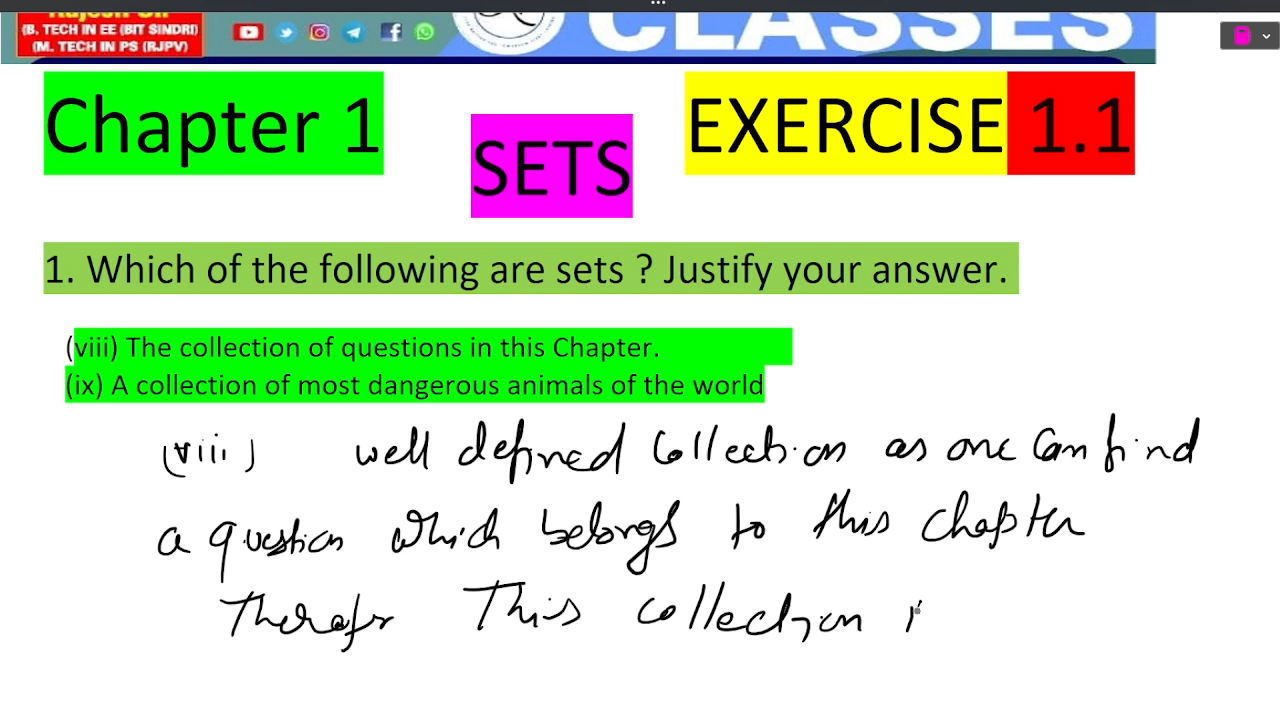 (B. TECH IN EE (BIT SINDRI)
(M. TECH IN PS (RJPV)
CLASSES
Chapter 1
SETS
EXERCISE 1.1
1. Which of the following are sets ? Justify your answer.
(viii) The collection of questions in this Chapter.
(ix) A collection of most dangerous animals of the world
(viii) well defined collection as one can find
a question which belongs to this chapter
Therefor This collection i